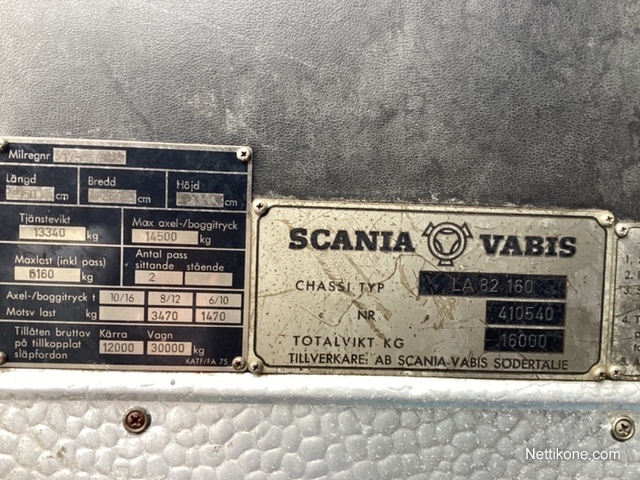 Milregnr
Längd Bredd Höjd
cm cm cm
Tjänstevikt Max axel-/boggitryck
13340 kg 14500 kg
Maxlast (inkl pass) Antal pass
sittande stående
6160 kg 2
Axel-/boggitryck t 10/16 8/12 6/10
Motsv last kg 3470 1470
Tillåten bruttov Kärra Vagn
på tillkopplat 12000 30000 kg
släpfordon
KATF/FA 75
SCANIA VABIS
CHASSI TYP LA 82 160
NR 410540
TOTALVIKT KG 16000
TILLVERKARE: AB SCANIA-VABIS SÖDERTÄLJE
Nettikone.com